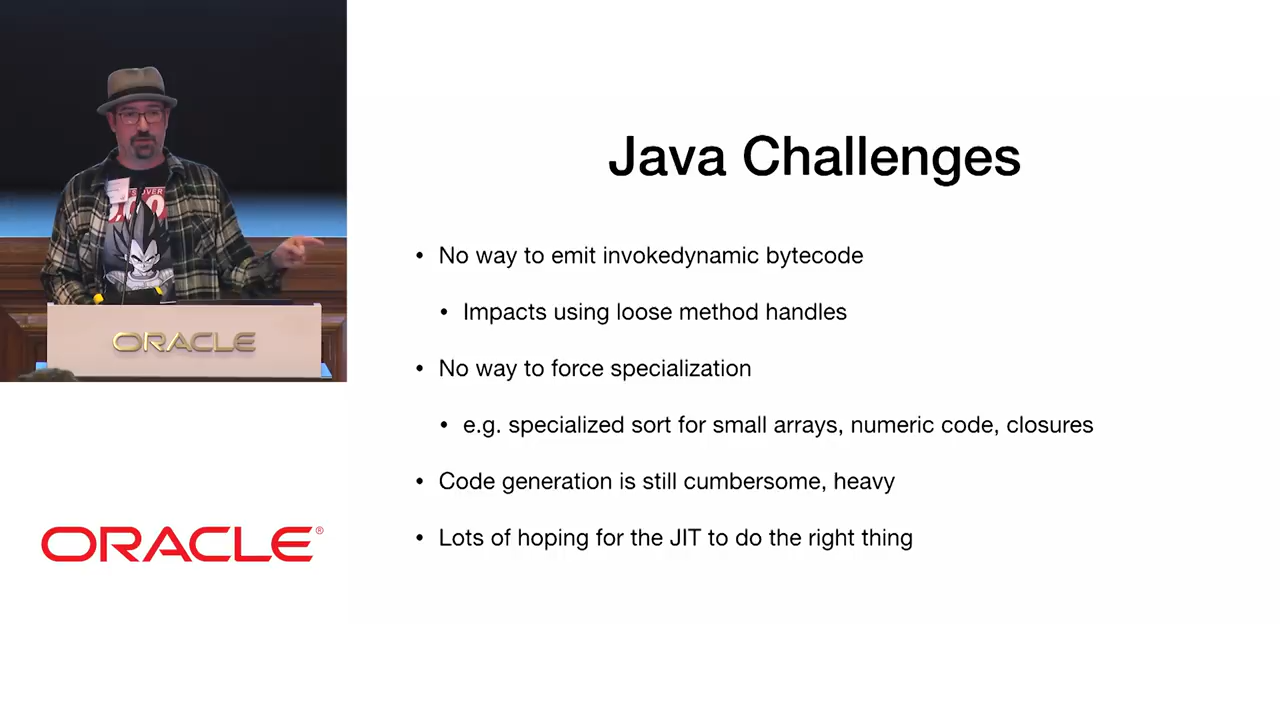 Java Challenges
• No way to emit invokedynamic bytecode
• Impacts using loose method handles
• No way to force specialization
• e.g. specialized sort for small arrays, numeric code, closures
• Code generation is still cumbersome, heavy
• Lots of hoping for the JIT to do the right thing
OVER
ORACLE
ORACLE®